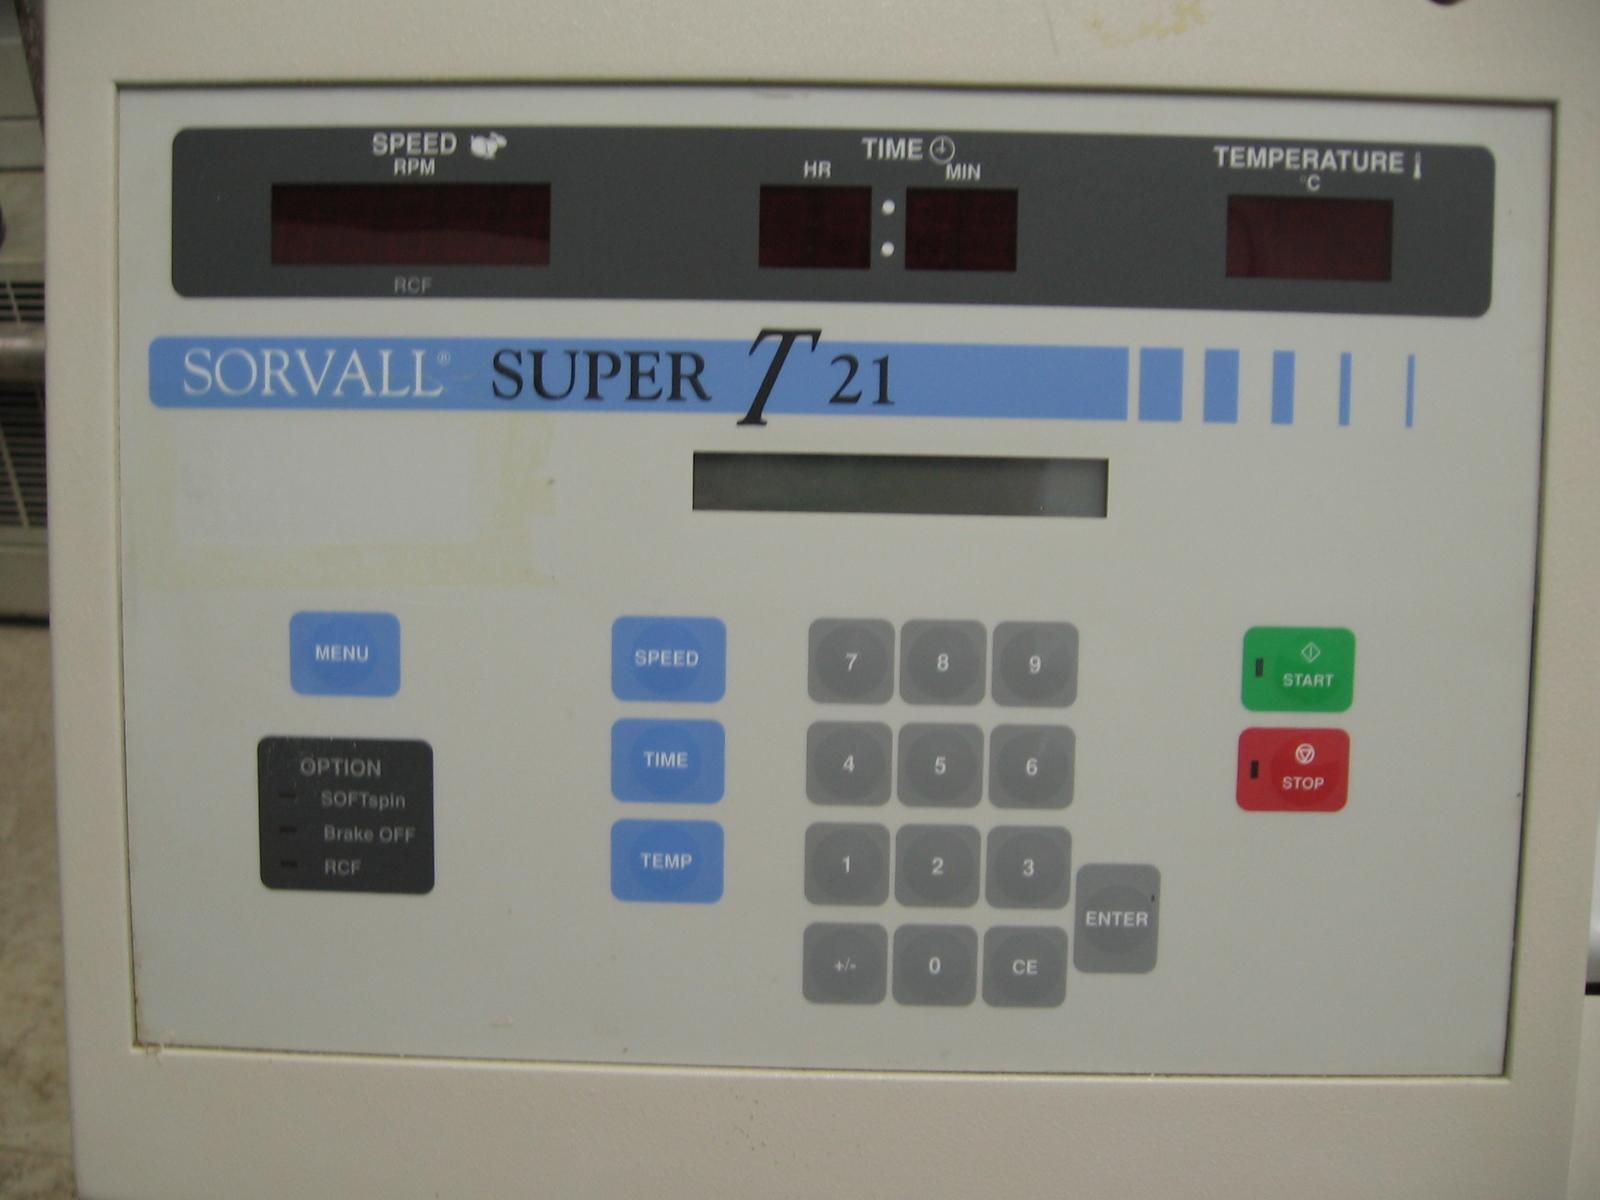 SPEED
RPM
RCF
TIME
HR : MIN
TEMPERATURE
°C
SORVALL® SUPER T 21
MENU
OPTION
SOFTspin
Brake OFF
RCF
SPEED
TIME
TEMP
7 8 9
4 5 6
1 2 3
+/- 0 CE
ENTER
START
STOP